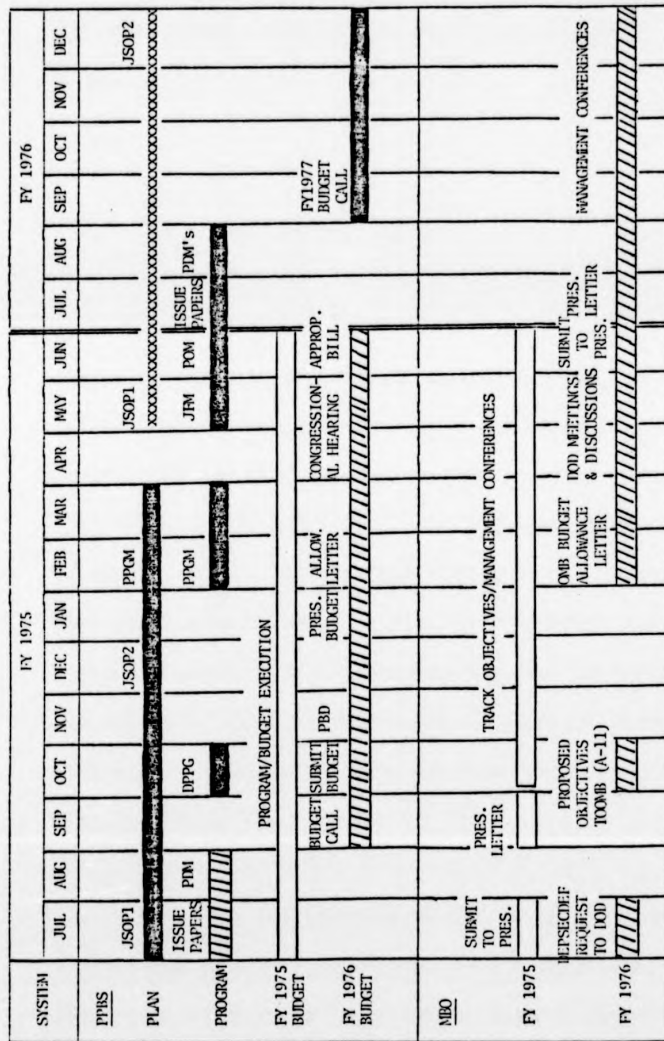 SYSTEM
FY 1975
FY 1976
JUL AUG SEP OCT NOV DEC JAN FEB MAR APR MAY JUN JUL AUG SEP OCT NOV DEC
PPBS
PLAN
JSOP1
JSOP2
PPGM
JSOP1
JSOP2
xxxxxxxxxxxxxxxxxxxxxxxxxxxxxxxxxxxxxxxxxx
PROGRAM
ISSUE
PAPERS
PDM
DPPG
PPGM
JFM
POM
ISSUE
PAPERS
PDM's
FY 1975
BUDGET
PROGRAM/BUDGET EXECUTION
FY 1976
BUDGET
BUDGET
CALL
SUBMIT
BUDGET
PBD
PRES.
BUDGET
ALLOW.
LETTER
CONGRESSION-
AL HEARING
APPROP.
BILL
FY1977
BUDGET
CALL
MBO
FY 1975
SUBMIT
TO
PRES.
PRES.
LETTER
TRACK OBJECTIVES/MANAGEMENT CONFERENCES
FY 1976
DEPSECDEF
REQUEST
TO DOD
PROPOSED
OBJECTIVES
TOOMB (A-11)
OMB BUDGET
ALLOWANCE
LETTER
DOD MEETINGS
& DISCUSSIONS
SUBMIT
TO
PRES.
PRES.
LETTER
MANAGEMENT CONFERENCES